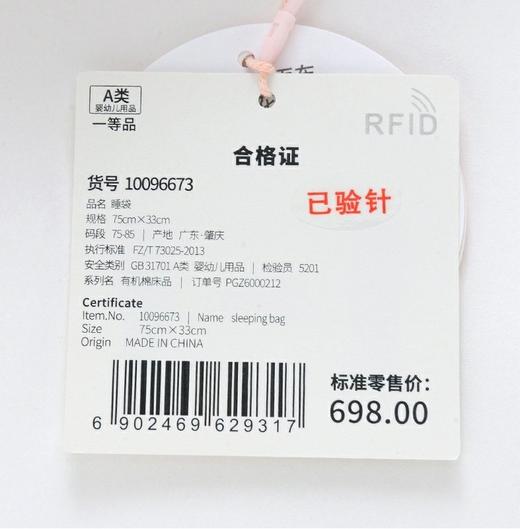 A类
婴幼儿用品
一等品
RFID
合格证
货号 10096673
已验针
品名 睡袋
规格 75cm×33cm
码段 75-85 | 产地 广东·肇庆
执行标准 FZ/T 73025-2013
安全类别 GB 31701 A类 婴幼儿用品 | 检验员 5201
系列名 有机棉床品 | 订单号 PGZ6000212
Certificate
Item.No. 10096673 | Name sleeping bag
Size 75cm×33cm
Origin MADE IN CHINA
标准零售价:
698.00
6 902469 629317